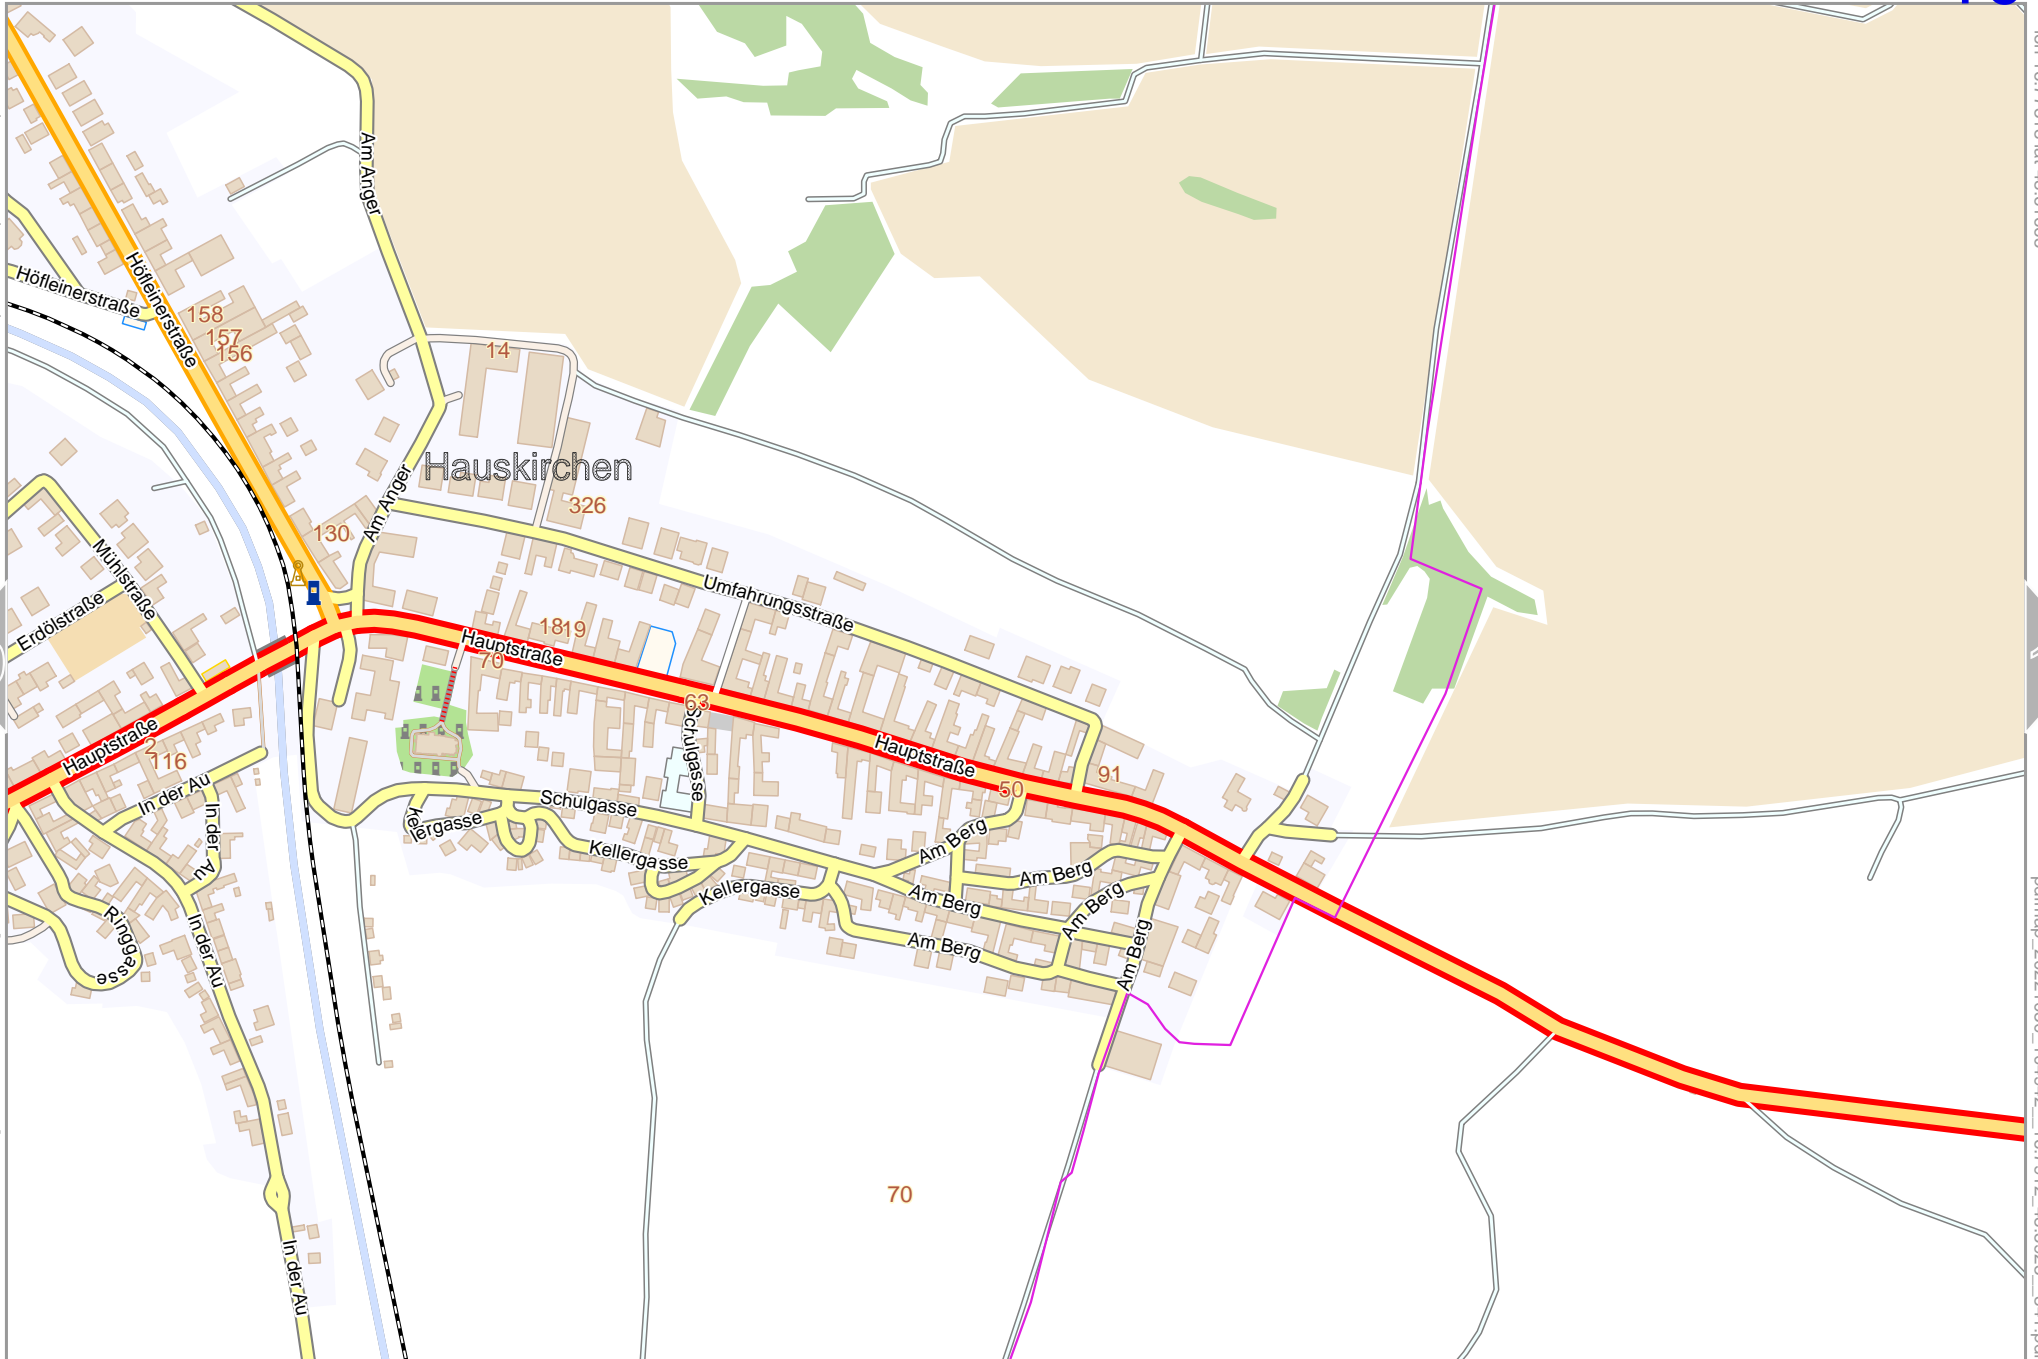 Am Anger
Höfleinerstraße
Höfleinerstraße
158
157
156
14
Hauskirchen
Am Anger
326
130
Mühlstraße
Erdölstraße
Umfahrungsstraße
18
19
Hauptstraße
70
63
Schulgasse
Hauptstraße
2
116
Hauptstraße
91
50
In der Au
In der Au
Schulgasse
Kellergasse
Kellergasse
Kellergasse
Am Berg
Am Berg
Am Berg
Am Berg
Am Berg
Am Berg
Ringgasse
In der Au
70
In der Au